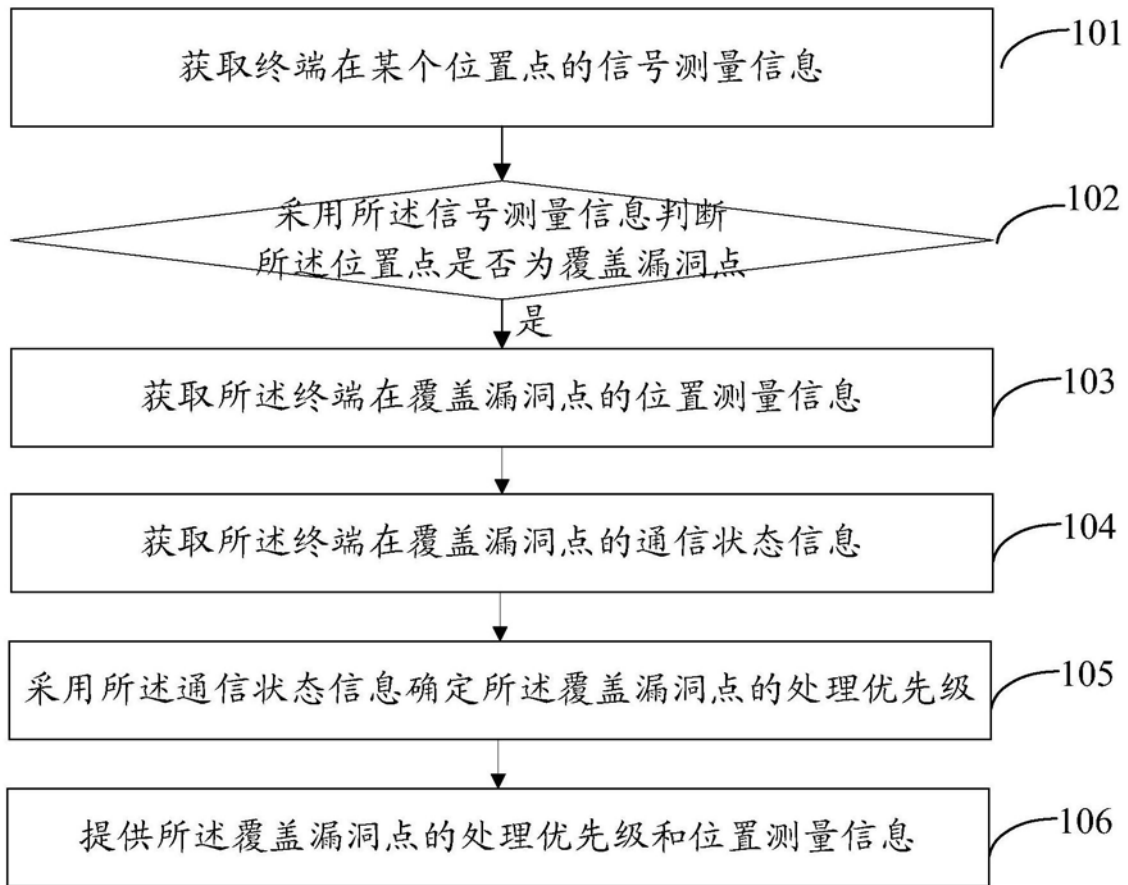 获取终端在某个位置点的信号测量信息
101
采用所述信号测量信息判断
所述位置点是否为覆盖漏洞点
102
是
获取所述终端在覆盖漏洞点的位置测量信息
103
获取所述终端在覆盖漏洞点的通信状态信息
104
采用所述通信状态信息确定所述覆盖漏洞点的处理优先级
105
提供所述覆盖漏洞点的处理优先级和位置测量信息
106